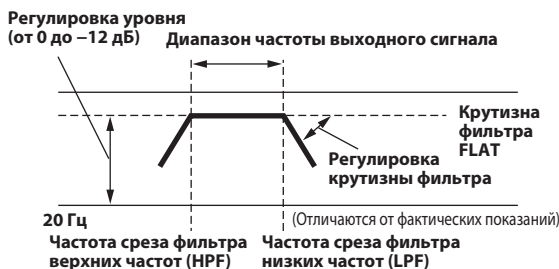 Регулировка уровня
(от 0 до −12 дБ)
Диапазон частоты выходного сигнала
Крутизна
фильтра
FLAT
Регулировка
крутизны фильтра
20 Гц
(Отличаются от фактических показаний)
Частота среза фильтра
верхних частот (HPF)
Частота среза фильтра
низких частот (LPF)